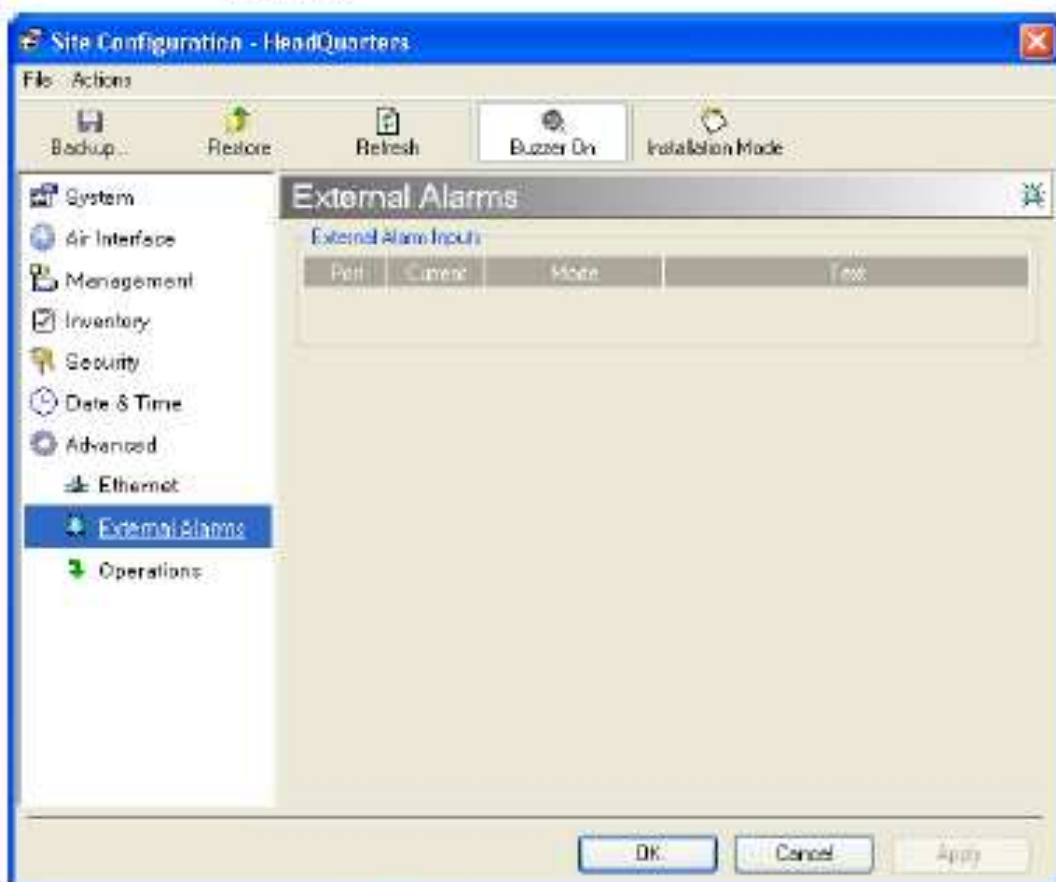 Site Configuration - HeadQuarters
File Actions
Backup... Restore Refresh Buzzer On Installation Mode
System
Air Interface
Management
Inventory
Security
Date & Time
Advanced
Ethernet
External Alarms
Operations
External Alarms
External Alarm Inputs
Port Current Mode Text
OK Cancel Apply